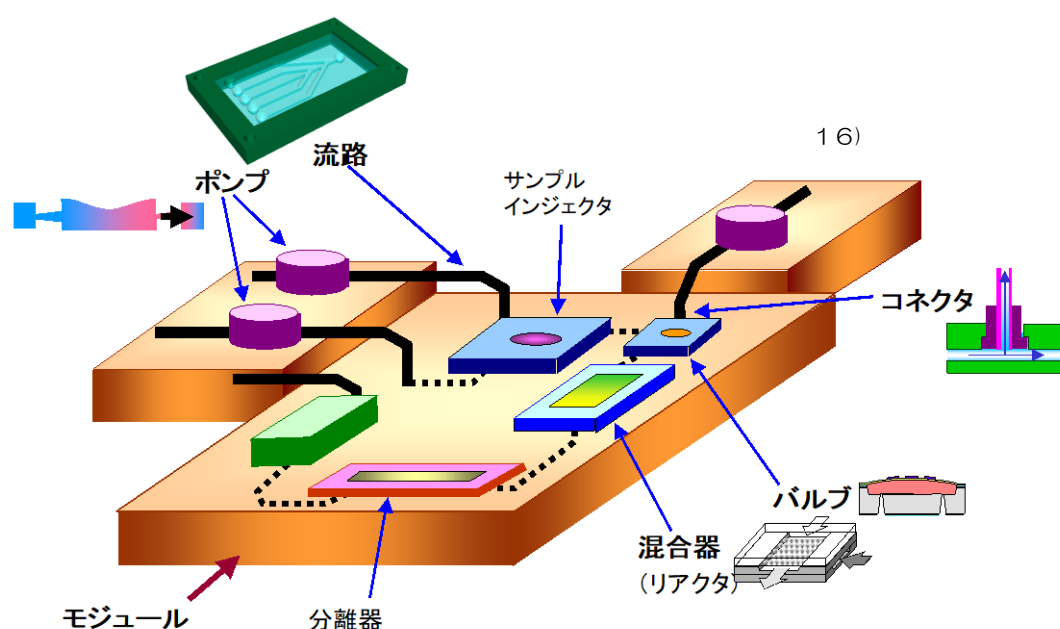 16)
流路
ポンプ
サンプル
インジェクタ
コネクタ
バルブ
混合器
(リアクタ)
モジュール
分離器